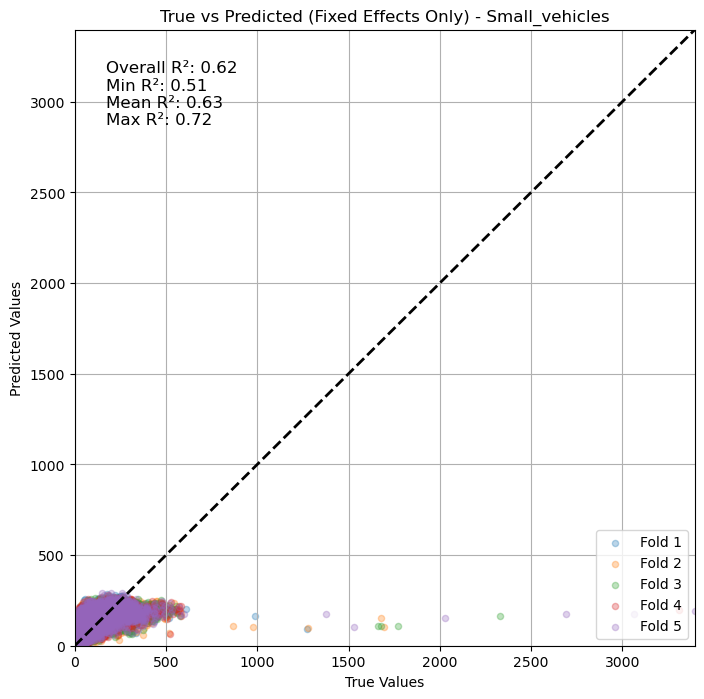 True vs Predicted (Fixed Effects Only) - Small_vehicles
Overall R²: 0.62
Min R²: 0.51
Mean R²: 0.63
Max R²: 0.72
3000
2500
2000
1500
1000
500
0
Predicted Values
0 500 1000 1500 2000 2500 3000
True Values
Fold 1
Fold 2
Fold 3
Fold 4
Fold 5